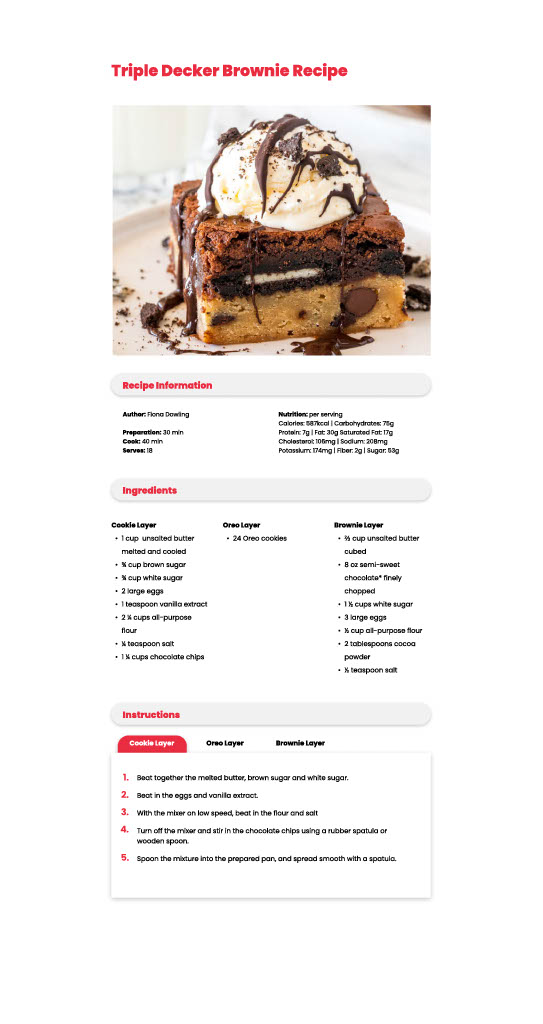 Triple Decker Brownie Recipe
Recipe Information
Author: Fiona Dowling
Preparation: 30 min
Cook: 40 min
Serves: 18
Nutrition: per serving
Calories: 587kcal | Carbohydrates: 75g
Protein: 7g | Fat: 30g Saturated Fat: 17g
Cholesterol: 105mg | Sodium: 208mg
Potassium: 174mg | Fiber: 2g | Sugar: 53g
Ingredients
Cookie Layer
• 1 cup unsalted butter
melted and cooled
• ¾ cup brown sugar
• ¾ cup white sugar
• 2 large eggs
• 1 teaspoon vanilla extract
• 2 ¼ cups all-purpose
flour
• ¼ teaspoon salt
• 1 ¼ cups chocolate chips
Oreo Layer
• 24 Oreo cookies
Brownie Layer
• ⅔ cup unsalted butter
cubed
• 8 oz semi-sweet
chocolate* finely
chopped
• 1 ½ cups white sugar
• 3 large eggs
• ½ cup all-purpose flour
• 2 tablespoons cocoa
powder
• ½ teaspoon salt
Instructions
Cookie Layer Oreo Layer Brownie Layer
1. Beat together the melted butter, brown sugar and white sugar.
2. Beat in the eggs and vanilla extract.
3. With the mixer on low speed, beat in the flour and salt
4. Turn off the mixer and stir in the chocolate chips using a rubber spatula or
wooden spoon.
5. Spoon the mixture into the prepared pan, and spread smooth with a spatula.